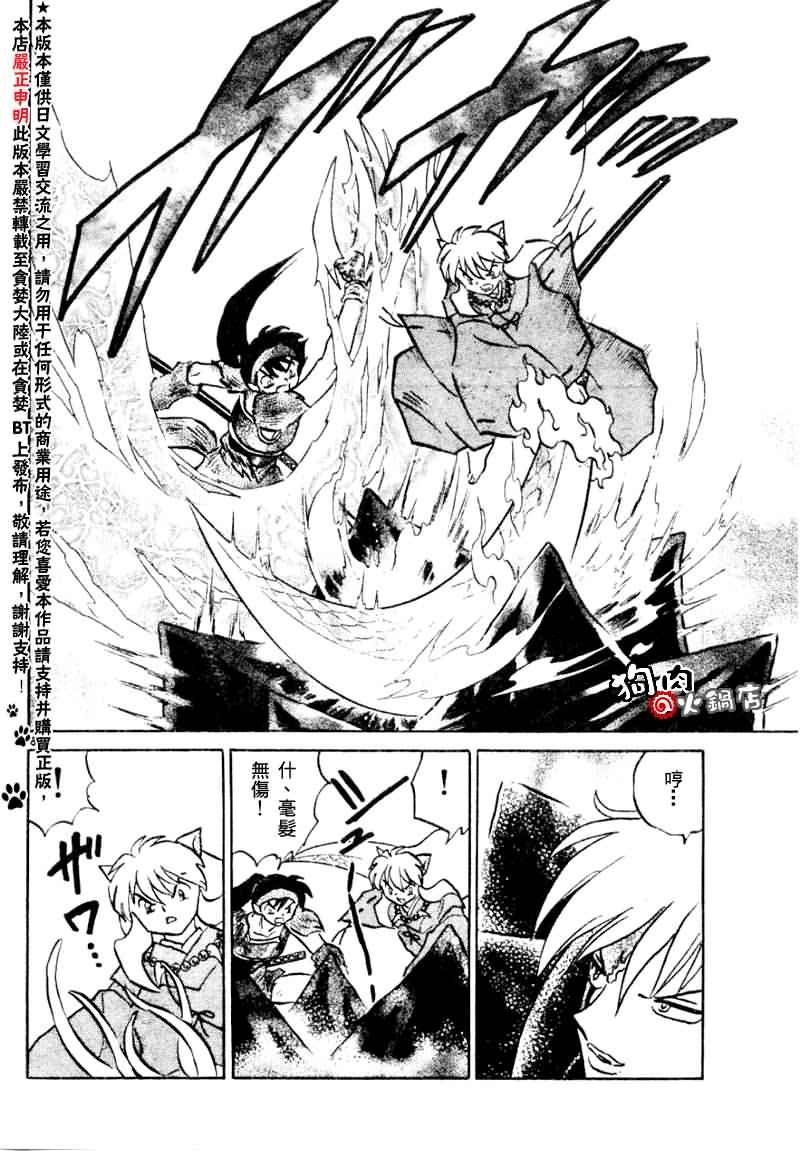 ★本版本僅供日文學習交流之用，請勿用于任何形式的商業用途，若您喜愛本作品請支持并購買正版，
本店嚴正申明此版本嚴禁轉載至貪婪大陸或在貪婪BT上發布，敬請理解，謝謝支持！
狗肉
@火鍋店
哼…
！
什、毫髮
無傷！
！
ザワ…